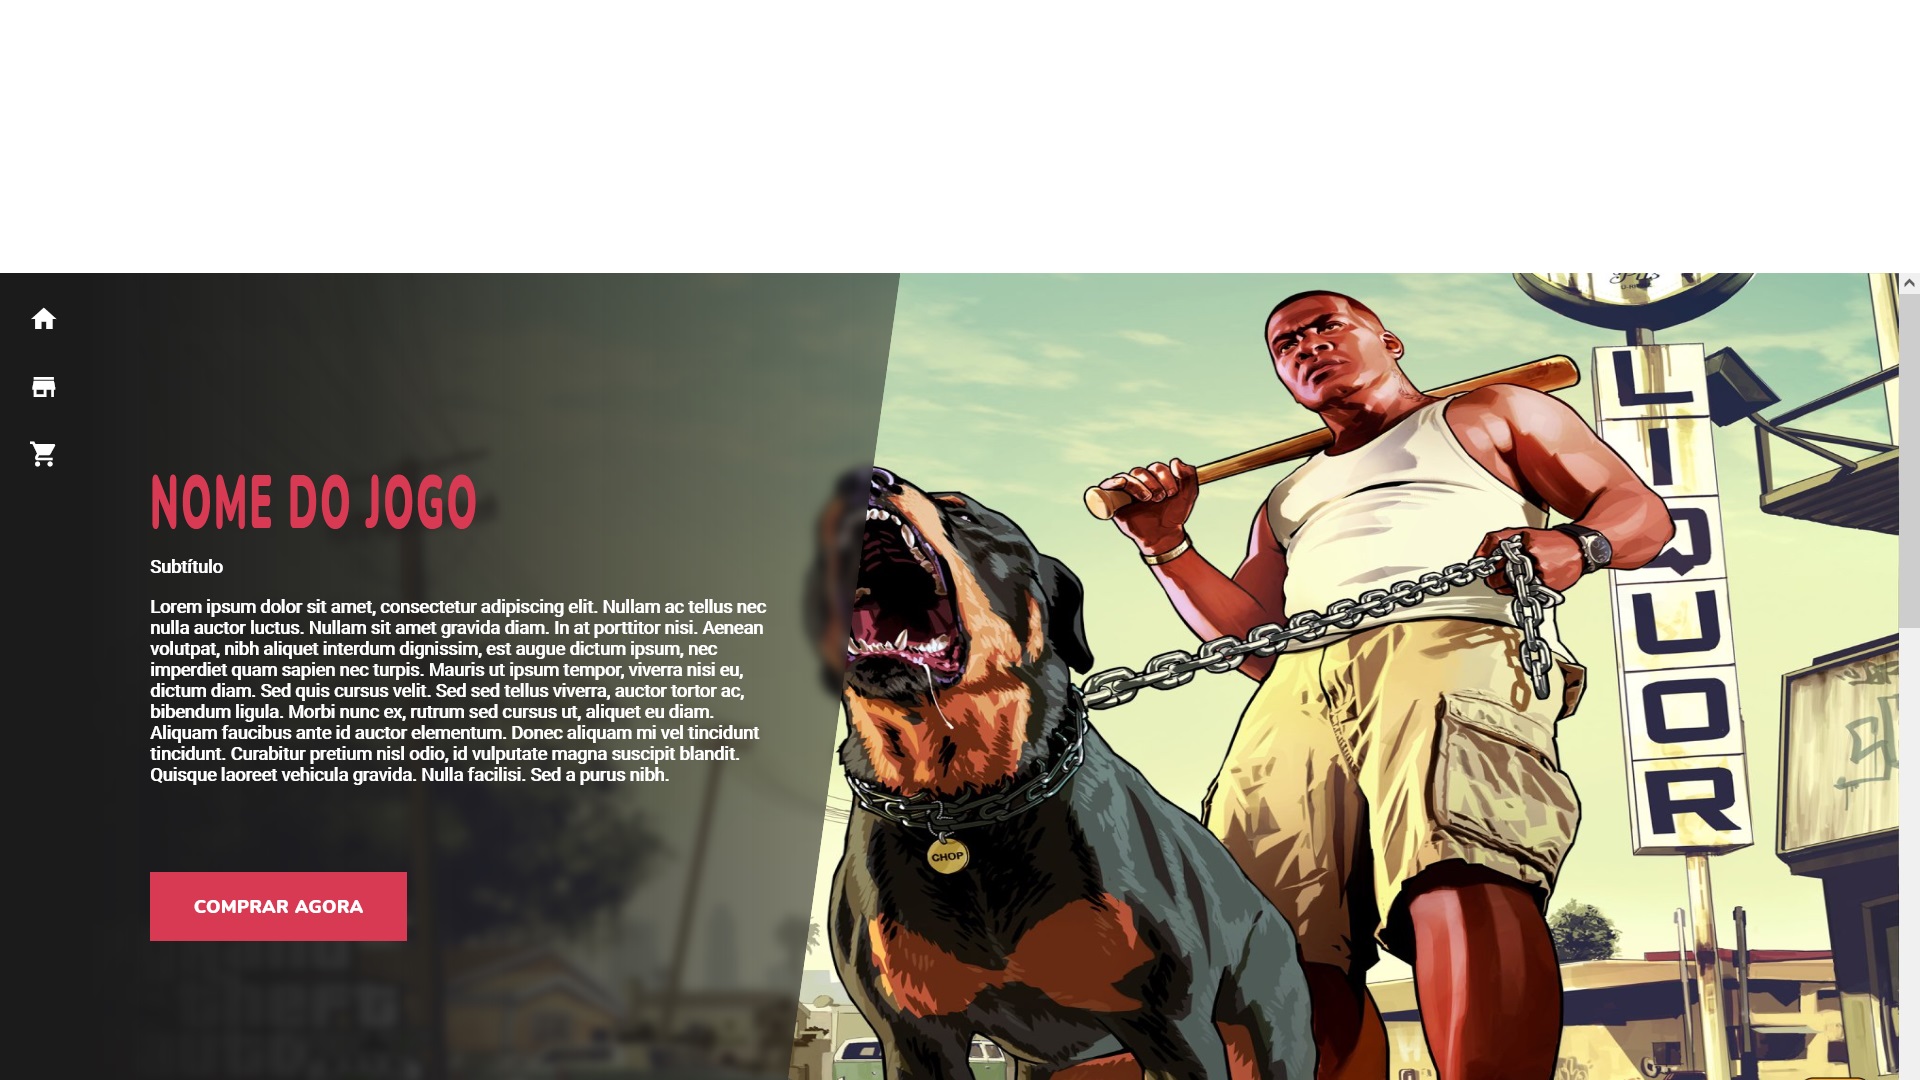 NOME DO JOGO
Subtítulo
Lorem ipsum dolor sit amet, consectetur adipiscing elit. Nullam ac tellus nec
nulla auctor luctus. Nullam sit amet gravida diam. In at porttitor nisi. Aenean
volutpat, nibh aliquet interdum dignissim, est augue dictum ipsum, nec
imperdiet quam sapien nec turpis. Mauris ut ipsum tempor, viverra nisi eu,
dictum diam. Sed quis cursus velit. Sed sed tellus viverra, auctor tortor ac,
bibendum ligula. Morbi nunc ex, rutrum sed cursus ut, aliquet eu diam.
Aliquam faucibus ante id auctor elementum. Donec aliquam mi vel tincidunt
tincidunt. Curabitur pretium nisl odio, id vulputate magna suscipit blandit.
Quisque laoreet vehicula gravida. Nulla facilisi. Sed a purus nibh.
COMPRAR AGORA
CHOP
LIQUOR